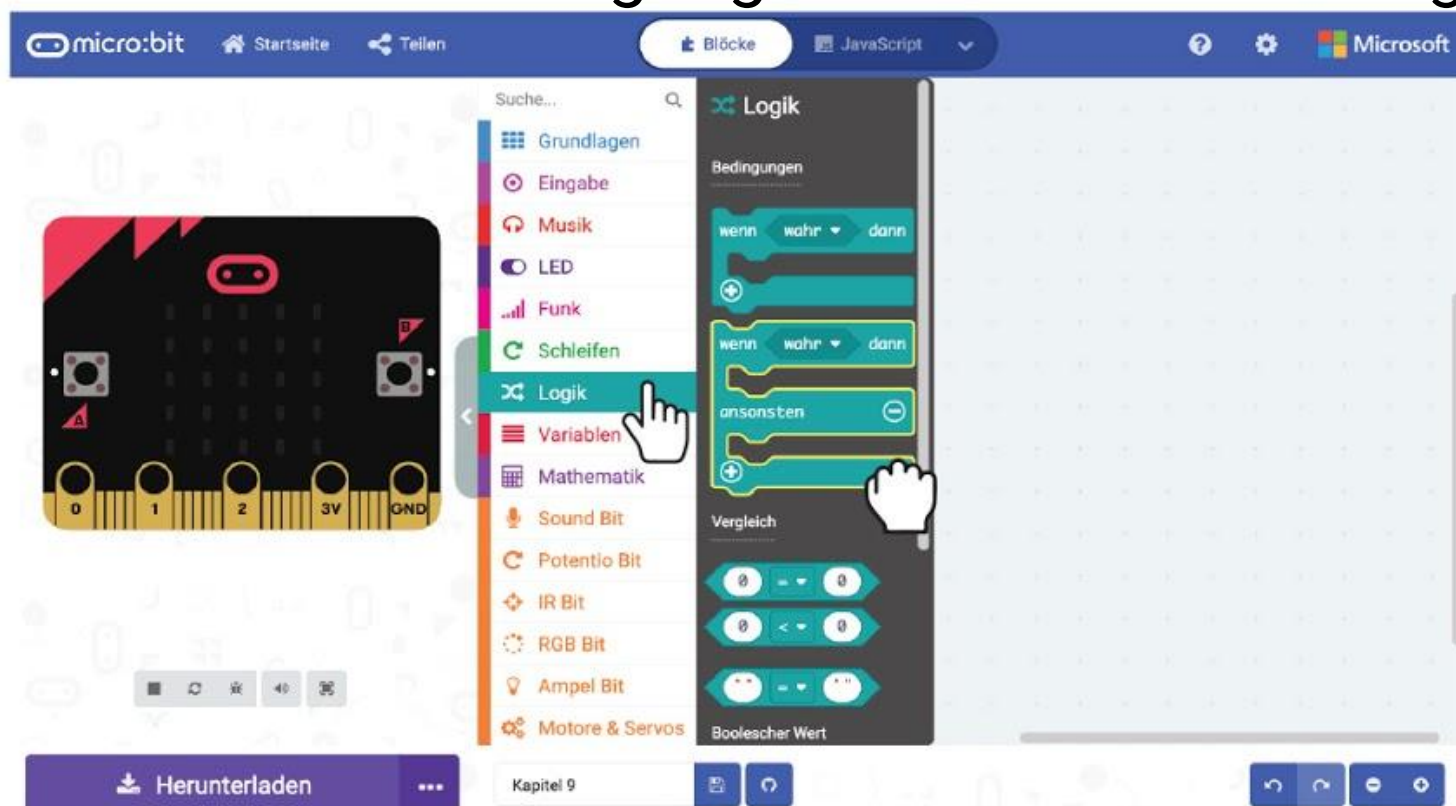 micro:bit Startseite Teilen Blöcke JavaScript Microsoft
Suche...
Grundlagen
Eingabe
Musik
LED
Funk
Schleifen
Logik
Variablen
Mathematik
Sound Bit
Potentio Bit
IR Bit
RGB Bit
Ampel Bit
Motore & Servos
Logik
Bedingungen
wenn wahr dann
wenn wahr dann
ansonsten
Vergleich
0 = 0
0 < 0
" " = " "
Boolescher Wert
B
A
0 1 2 3V GND
Herunterladen ... Kapitel 9